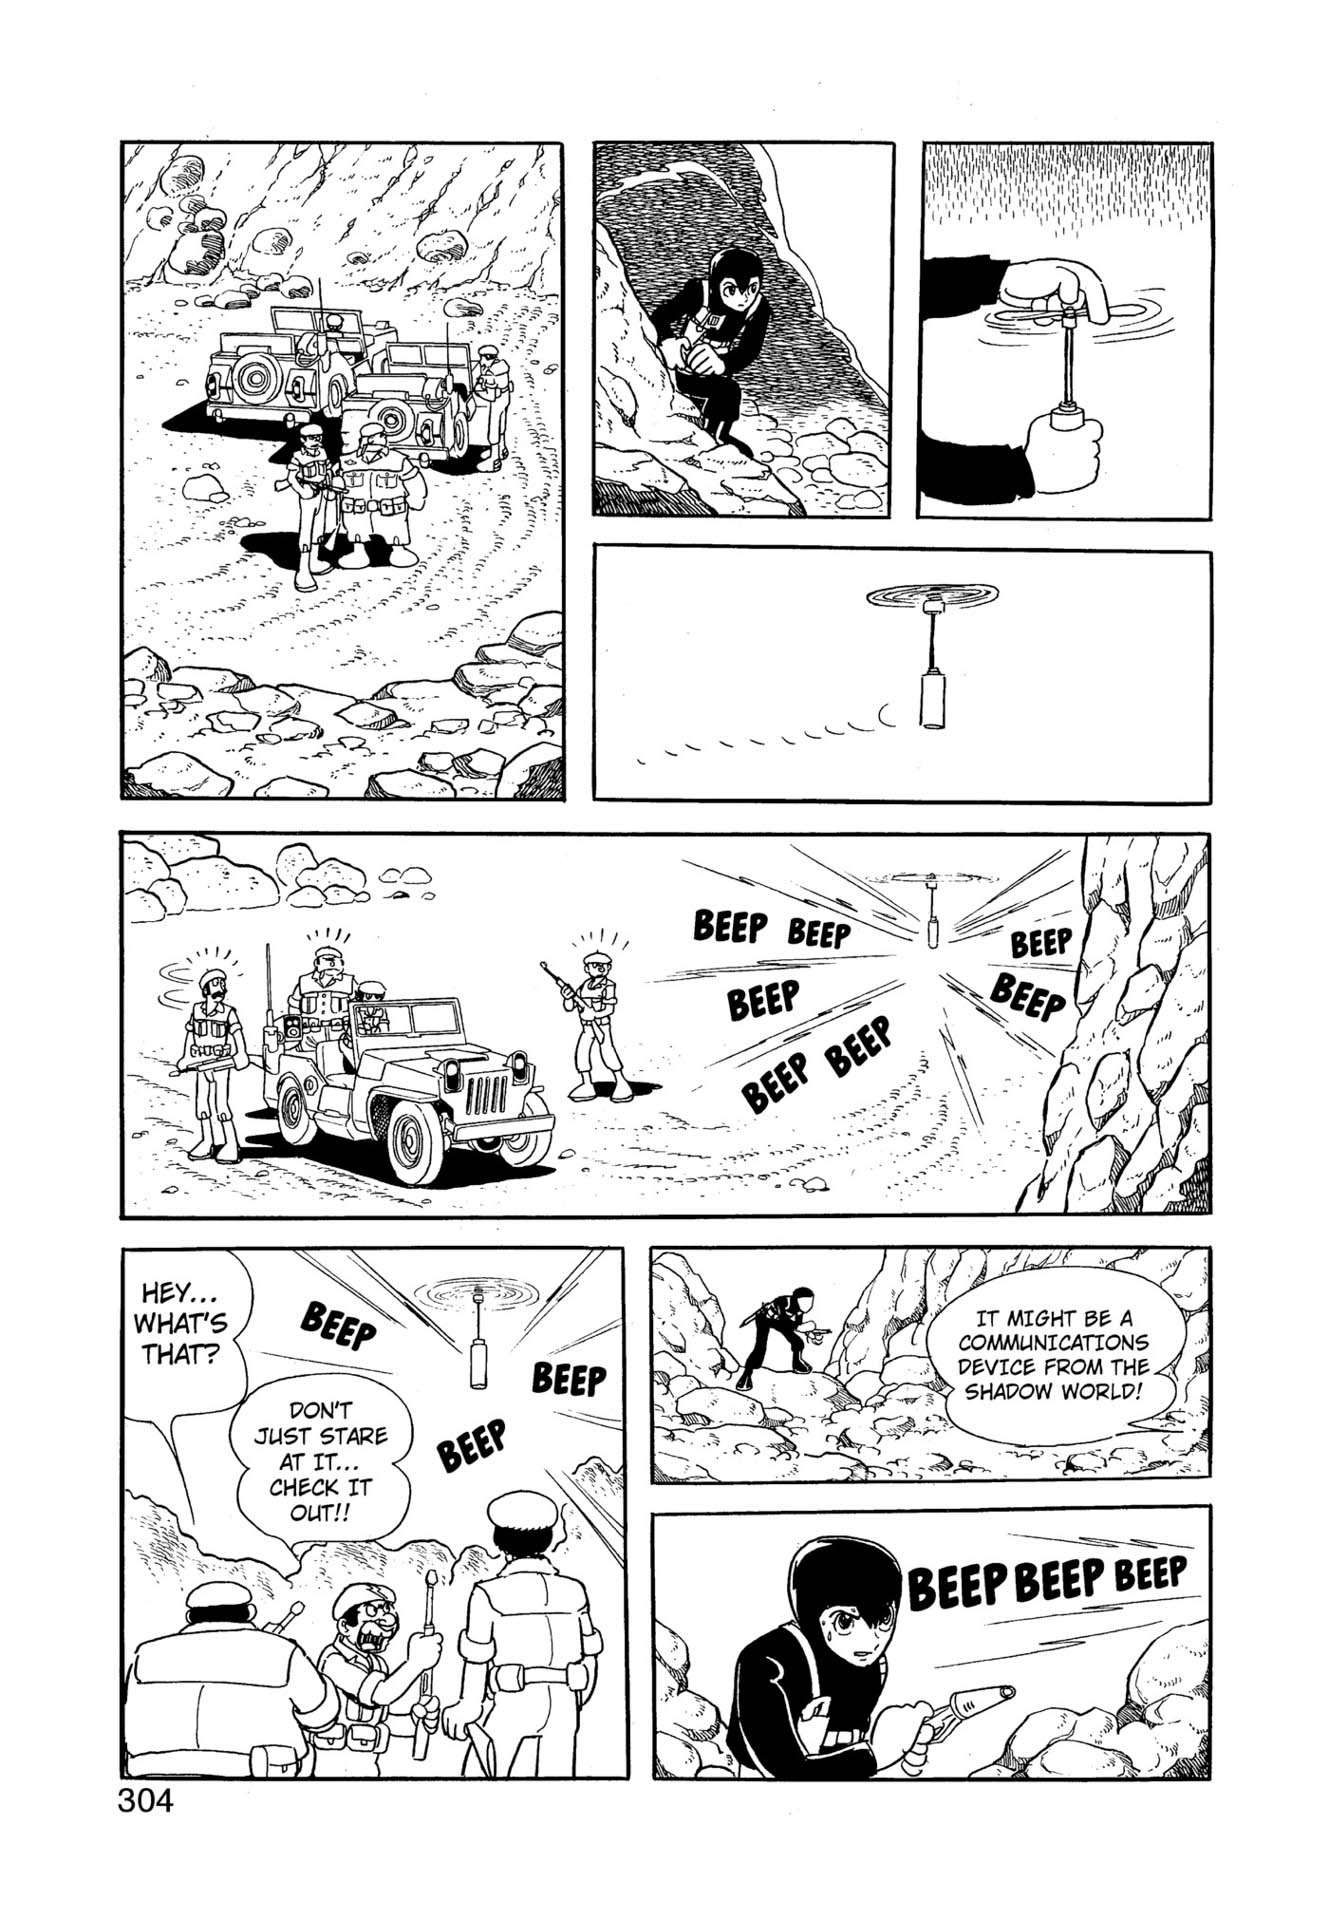 BEEP BEEP
BEEP
BEEP BEEP
BEEP
BEEP
HEY...
WHAT'S
THAT?
DON'T
JUST STARE
AT IT...
CHECK IT
OUT!!
BEEP
BEEP
BEEP
IT MIGHT BE A
COMMUNICATIONS
DEVICE FROM THE
SHADOW WORLD!
BEEP BEEP BEEP
304